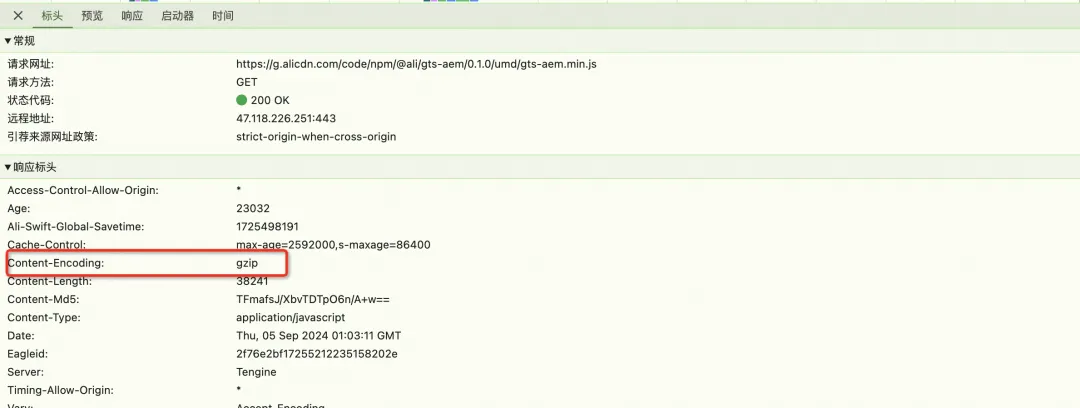 标头 预览 响应 启动器 时间
常规
请求网址: https://g.alicdn.com/code/npm/@ali/gts-aem/0.1.0/umd/gts-aem.min.js
请求方法: GET
状态代码: 200 OK
远程地址: 47.118.226.251:443
引荐来源网址政策: strict-origin-when-cross-origin
响应标头
Access-Control-Allow-Origin: *
Age: 23032
Ali-Swift-Global-Savetime: 1725498191
Cache-Control: max-age=2592000,s-maxage=86400
Content-Encoding: gzip
Content-Length: 38241
Content-Md5: TFmafsJ/XbvTDTpO6n/A+w==
Content-Type: application/javascript
Date: Thu, 05 Sep 2024 01:03:11 GMT
Eagleid: 2f76e2bf17255212235158202e
Server: Tengine
Timing-Allow-Origin: *
Vary: Accept-Encoding